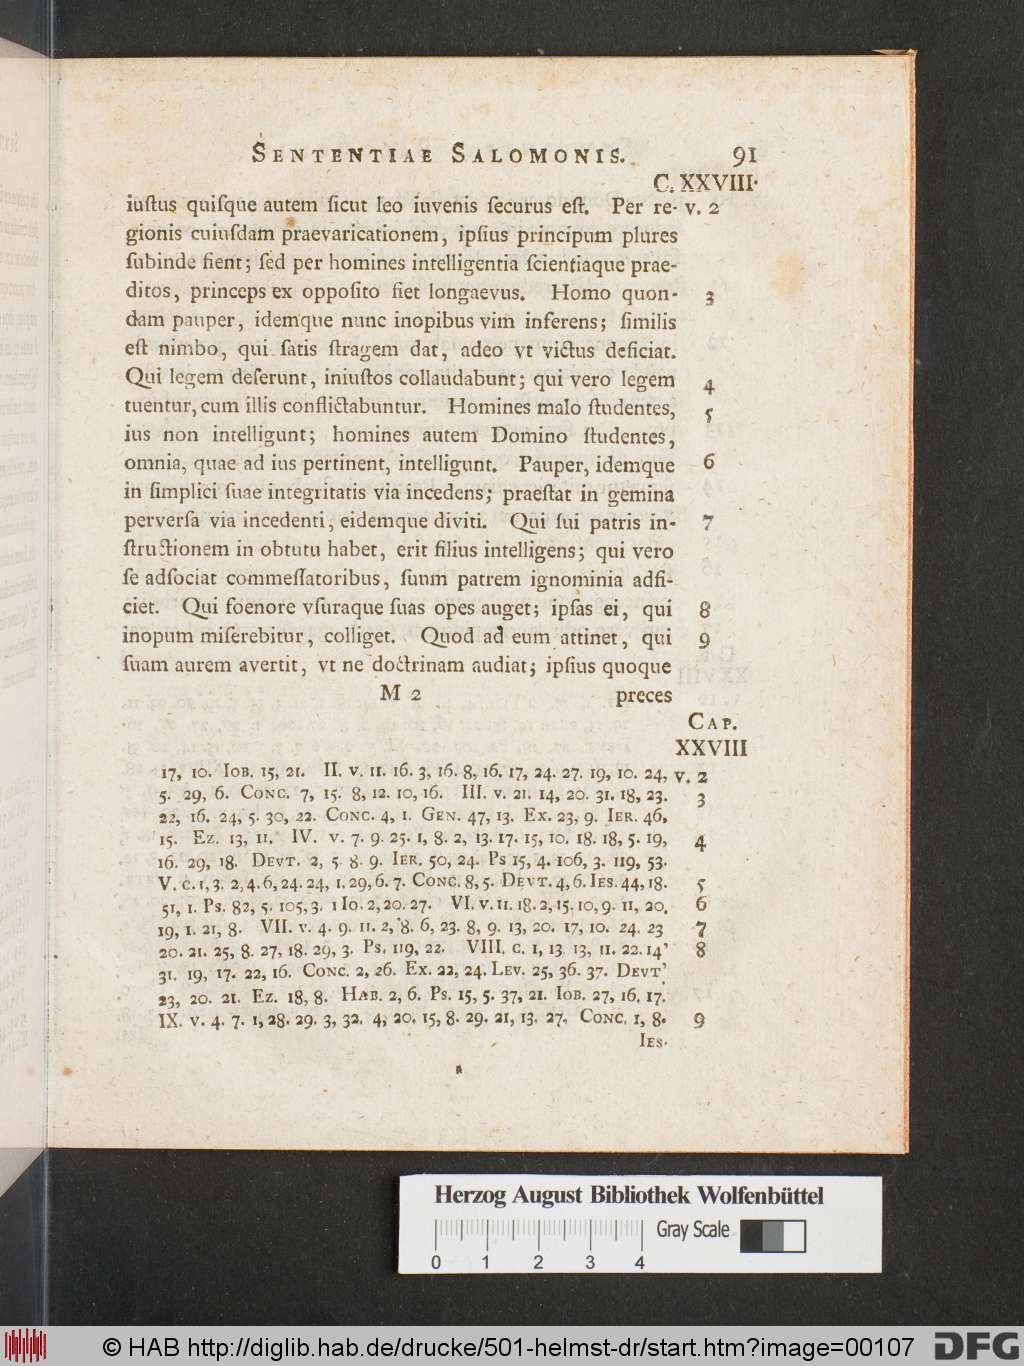 SENTENTIAE SALOMONIS. 91
C. XXVIII.
iuſtus quiſque autem ſicut leo iuvenis ſecurus eſt. Per re- v. 2
gionis cuiuſdam praevaricationem, ipſius principum plures
ſubinde fient; ſed per homines intelligentia ſcientiaque prae-
ditos, princeps ex oppoſito fiet longaevus. Homo quon- 3
dam pauper, idemque nunc inopibus vim inferens; ſimilis
eſt nimbo, qui ſatis ſtragem dat, adeo vt victus deficiat.
Qui legem deſerunt, iniuſtos collaudabunt; qui vero legem 4
tuentur, cum illis conflictabuntur. Homines malo ſtudentes, 5
ius non intelligunt; homines autem Domino ſtudentes,
omnia, quae ad ius pertinent, intelligunt. Pauper, idemque 6
in ſimplici ſuae integritatis via incedens; praeſtat in gemina
perverſa via incedenti, eidemque diviti. Qui ſui patris in- 7
ſtructionem in obtutu habet, erit filius intelligens; qui vero
ſe adſociat commeſſatoribus, ſuum patrem ignominia adfi-
ciet. Qui foenore vſuraque ſuas opes auget; ipſas ei, qui 8
inopum miſerebitur, colliget. Quod ad eum attinet, qui 9
ſuam aurem avertit, vt ne doctrinam audiat; ipſius quoque
M 2 preces
CAP.
XXVIII
17, 10. IOB. 15, 21. II. v. 11. 16. 3, 16. 8, 16. 17, 24. 27. 19, 10. 24, v. 2
5. 29, 6. CONC. 7, 15. 8, 12. 10, 16. III. v. 21. 14, 20. 31. 18, 23. 3
22, 16. 24, 5. 30, 22. CONC. 4, 1. GEN. 47, 13. EX. 23, 9. IER. 46,
15. EZ. 13, 11. IV. v. 7. 9. 25. 1, 8. 2, 13. 17. 15, 10. 18. 18, 5. 19, 4
16. 29, 18. DEVT. 2, 5. 8. 9. IER. 50, 24. PS 15, 4. 106, 3. 119, 53.
V. c. 1, 3. 2, 4. 6, 24. 24, 1. 29, 6. 7. CONC. 8, 5. DEVT. 4, 6. IES. 44, 18. 5
51, 1. PS. 82, 5. 105, 3. 1 IO. 2, 20. 27. VI. v. 11. 18. 2, 15. 10, 9. 11, 20. 6
19, 1. 21, 8. VII. v. 4. 9. 11. 2, 8. 6, 23. 8, 9. 13, 20. 17, 10. 24. 23 7
20. 21. 25, 8. 27, 18. 29, 3. PS. 119, 22. VIII. c. 1, 13. 13, 11. 22. 14' 8
31. 19, 17. 22, 16. CONC. 2, 26. EX. 22, 24. LEV. 25, 36. 37. DEVT'
23, 20. 21. EZ. 18, 8. HAB. 2, 6. PS. 15, 5. 37, 21. IOB. 27, 16. 17.
IX. v. 4. 7. 1, 28. 29. 3, 32. 4, 20. 15, 8. 29. 21, 13. 27. CONC. 1, 8. 9
IES.
Herzog August Bibliothek Wolfenbüttel
Gray Scale
0 1 2 3 4
© HAB http://diglib.hab.de/drucke/501-helmst-dr/start.htm?image=00107 DFG